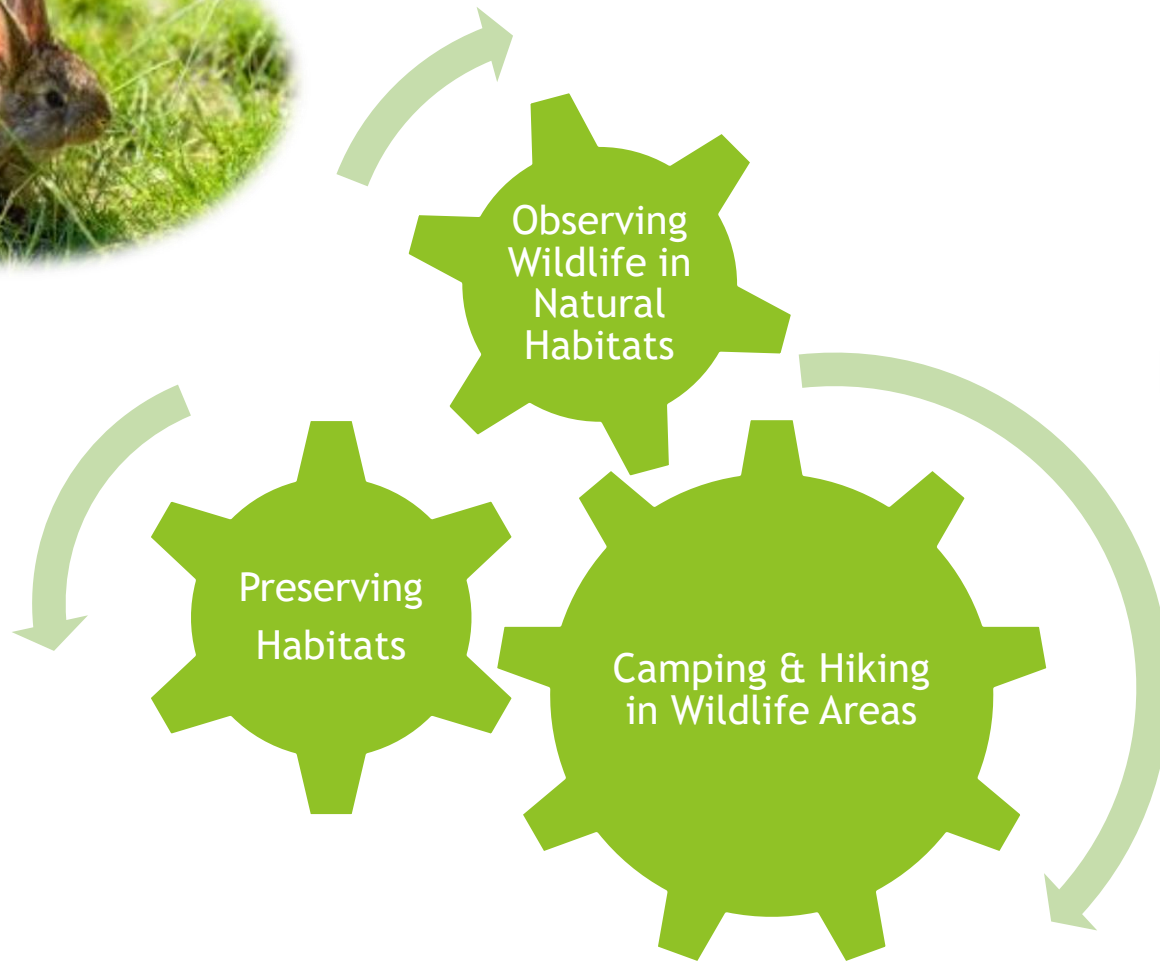 Observing
Wildlife in
Natural
Habitats
Preserving
Habitats
Camping & Hiking
in Wildlife Areas